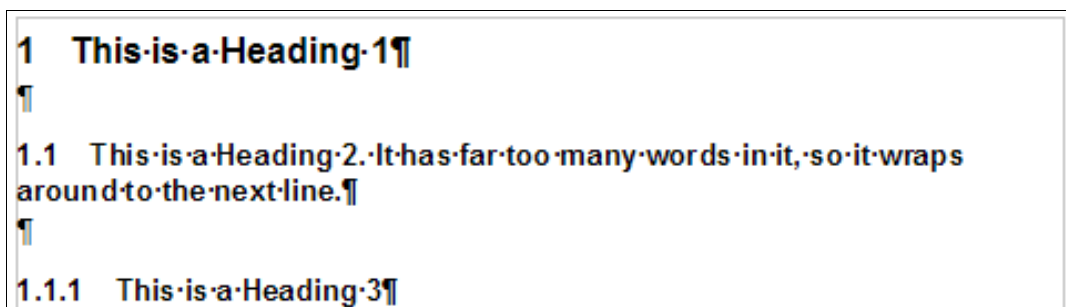 1 This·is·a·Heading·1¶
¶
1.1 This·is·a·Heading·2.·It·has·far·too·many·words·in·it,·so·it·wraps
around·to·the·next·line.¶
¶
1.1.1 This·is·a·Heading·3¶